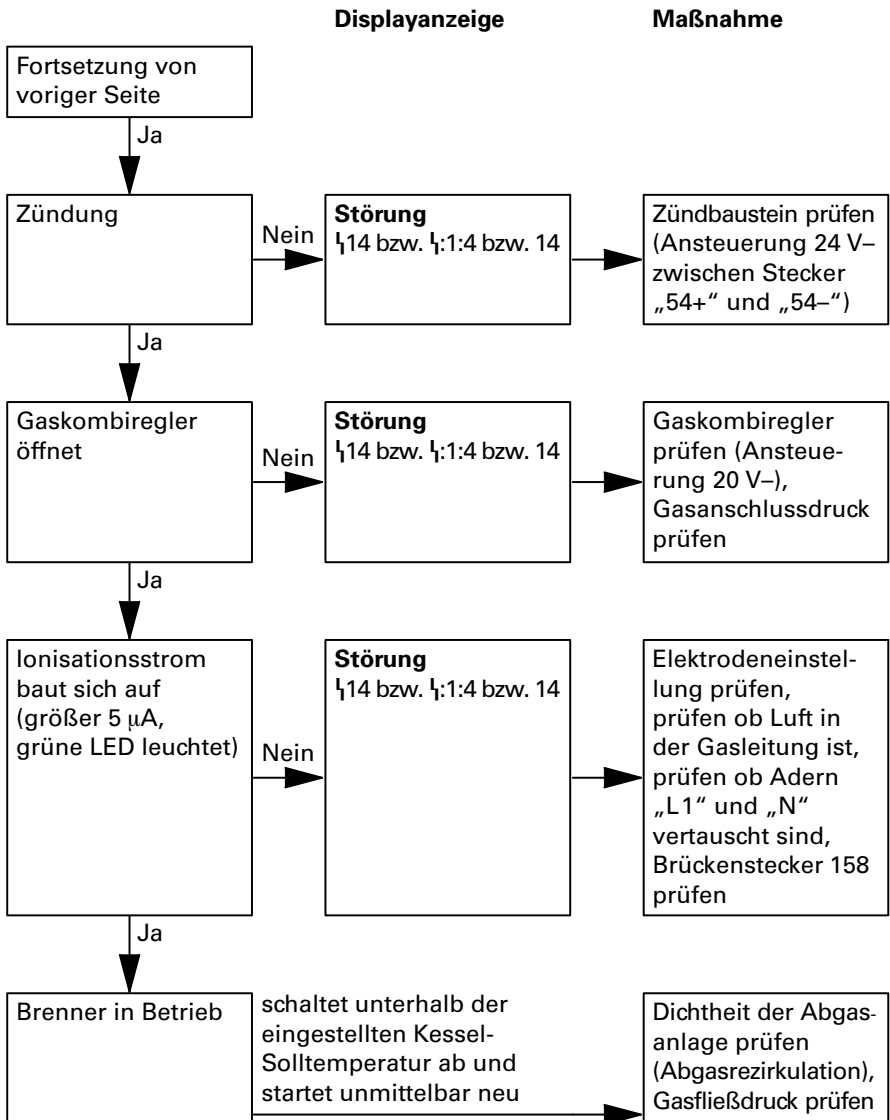 Displayanzeige
Maßnahme
Fortsetzung von
voriger Seite
Ja
Zündung
Nein
Störung
14 bzw. :1:4 bzw. 14
Zündbaustein prüfen
(Ansteuerung 24 V–
zwischen Stecker
„54+“ und „54–“)
Ja
Gaskombiregler
öffnet
Nein
Störung
14 bzw. :1:4 bzw. 14
Gaskombiregler
prüfen (Ansteue-
rung 20 V–),
Gasanschlussdruck
prüfen
Ja
Ionisationsstrom
baut sich auf
(größer 5 µA,
grüne LED leuchtet)
Nein
Störung
14 bzw. :1:4 bzw. 14
Elektrodeneinstel-
lung prüfen,
prüfen ob Luft in
der Gasleitung ist,
prüfen ob Adern
„L1“ und „N“
vertauscht sind,
Brückenstecker 158
prüfen
Ja
Brenner in Betrieb
schaltet unterhalb der
eingestellten Kessel-
Solltemperatur ab und
startet unmittelbar neu
Dichtheit der Abgas-
anlage prüfen
(Abgasrezirkulation),
Gasfließdruck prüfen